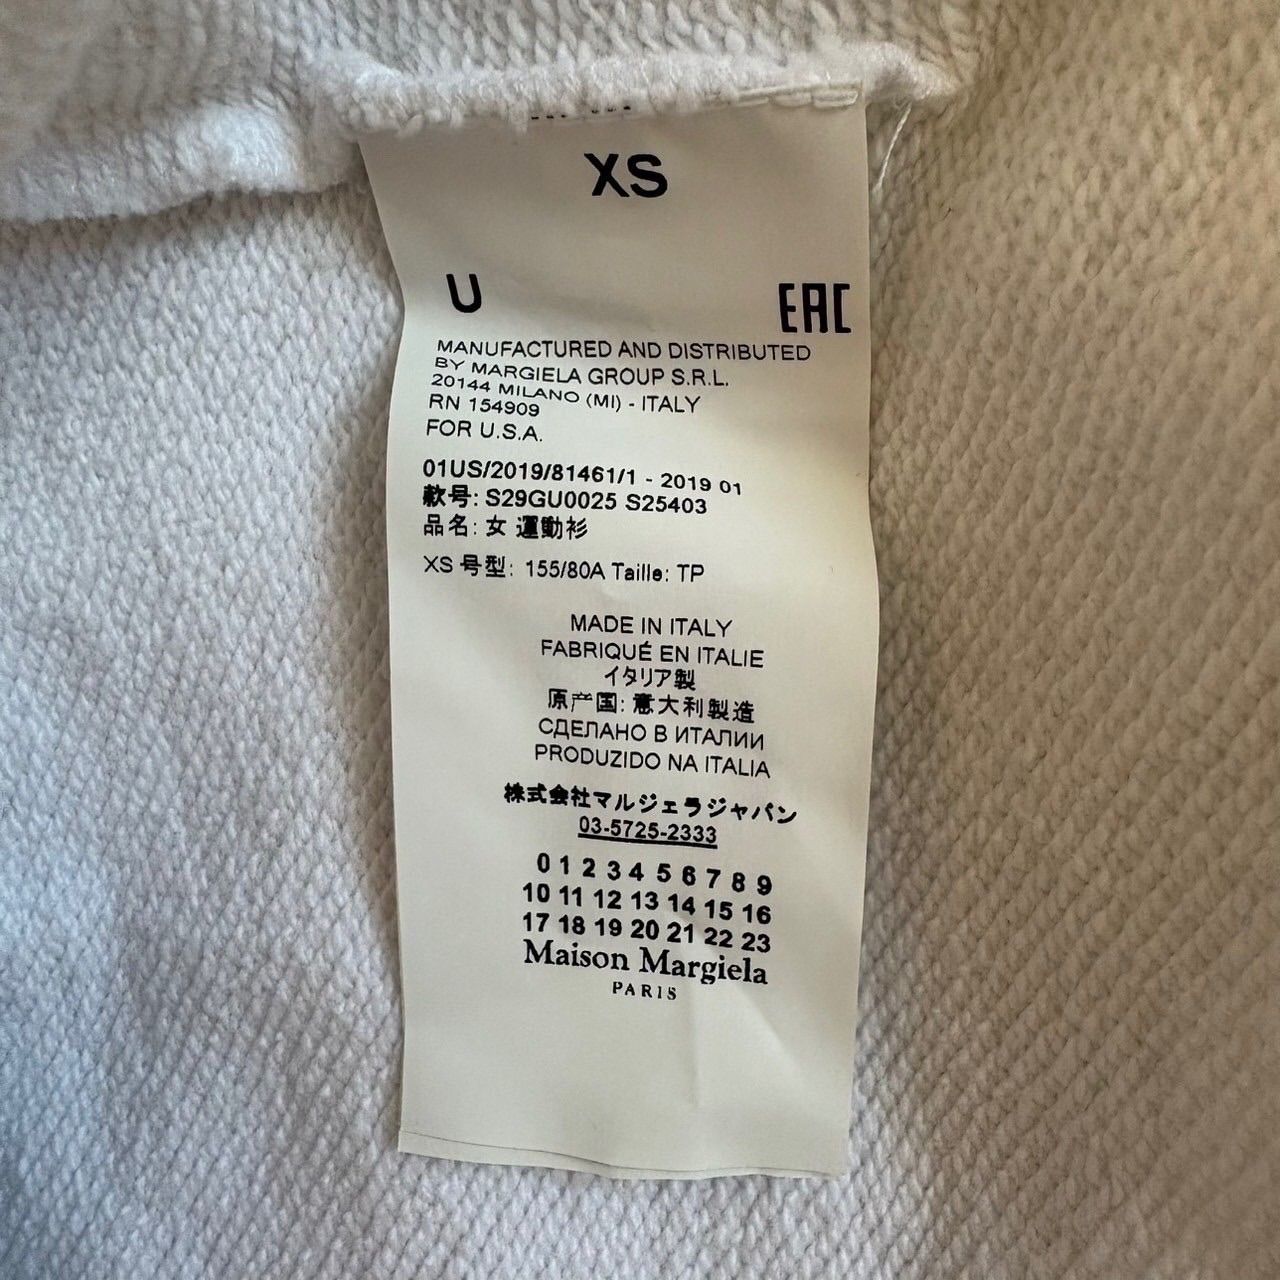 XS
U EAC
MANUFACTURED AND DISTRIBUTED
BY MARGIELA GROUP S.R.L.
20144 MILANO (MI) - ITALY
RN 154909
FOR U.S.A.
01US/2019/81461/1 - 2019 01
款号: S29GU0025 S25403
品名: 女 運動衫
XS 号型: 155/80A Taille: TP
MADE IN ITALY
FABRIQUÉ EN ITALIE
イタリア製
原产国: 意大利製造
СДЕЛАНО В ИТАЛИИ
PRODUZIDO NA ITALIA
株式会社マルジェラジャパン
03-5725-2333
0 1 2 3 4 5 6 7 8 9
10 11 12 13 14 15 16
17 18 19 20 21 22 23
Maison Margiela
PARIS